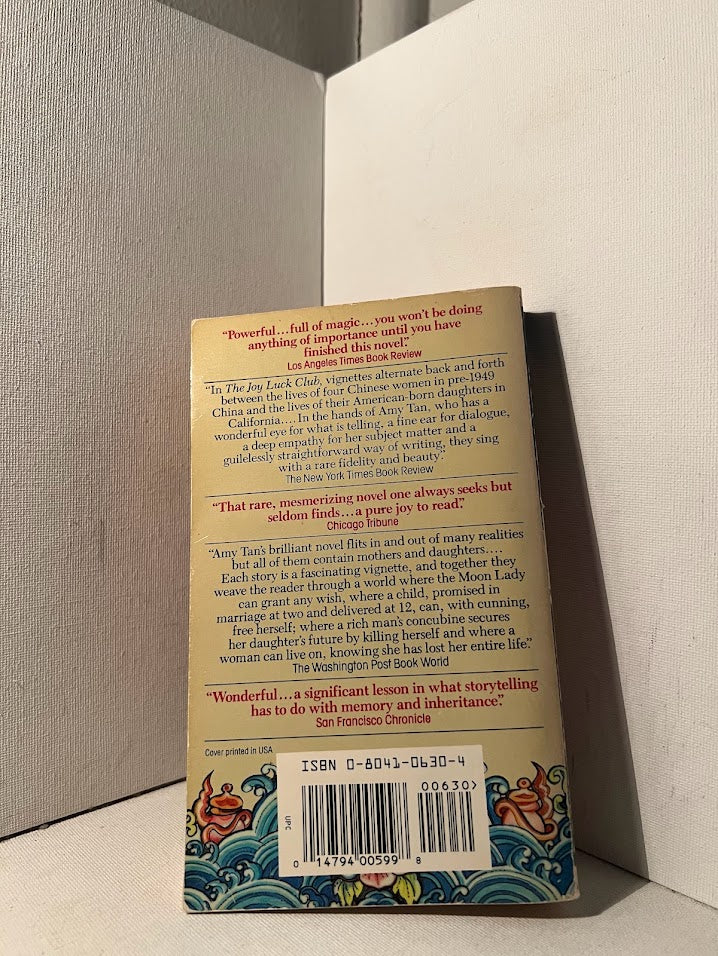 “Powerful...full of magic...you won't be doing
anything of importance until you have
finished this novel.”
Los Angeles Times Book Review
“In The Joy Luck Club, vignettes alternate back and forth
between the lives of four Chinese women in pre-1949
China and the lives of their American-born daughters in
California.... In the hands of Amy Tan, who has a
wonderful eye for what is telling, a fine ear for dialogue,
a deep empathy for her subject matter and a
guilelessly straightforward way of writing, they sing
with a rare fidelity and beauty.”
The New York Times Book Review
“That rare, mesmerizing novel one always seeks but
seldom finds...a pure joy to read.”
Chicago Tribune
“Amy Tan's brilliant novel flits in and out of many realities
but all of them contain mothers and daughters....
Each story is a fascinating vignette, and together they
weave the reader through a world where the Moon Lady
can grant any wish, where a child, promised in
marriage at two and delivered at 12, can, with cunning,
free herself; where a rich man's concubine secures
her daughter's future by killing herself and where a
woman can live on, knowing she has lost her entire life.”
The Washington Post Book World
“Wonderful...a significant lesson in what storytelling
has to do with memory and inheritance.”
San Francisco Chronicle
Cover printed in USA
ISBN 0-8041-0630-4
00630>
UPC
0 14794 00599 8